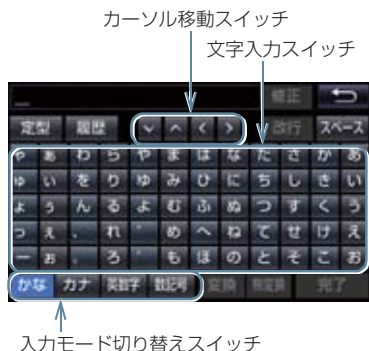 カーソル移動スイッチ
文字入力スイッチ
修正
定型 履歴 改行 スペース
ゃ ぁ わ ら や ま は な た さ か あ
ゅ ぃ を り ゆ み ひ に ち し き い
ょ ぅ ん る よ む ふ ぬ つ す く う
っ ぇ 、 れ め へ ね て せ け え
ー ぉ 。 ろ も ほ の と そ こ お
かな カナ 英数字 数記号 変換 無変換 完了
入力モード切り替えスイッチ